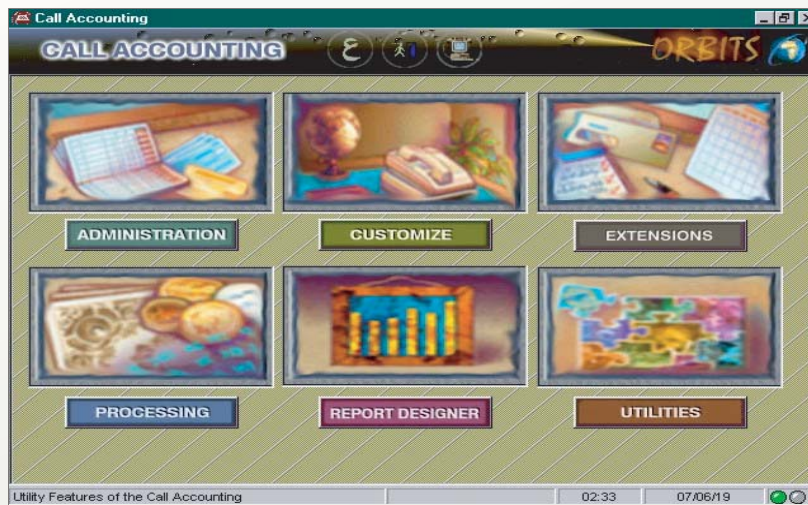 Call Accounting
CALL ACCOUNTING ع ORBITS
ADMINISTRATION CUSTOMIZE EXTENSIONS
PROCESSING REPORT DESIGNER UTILITIES
Utility Features of the Call Accounting 02:33 07/06/19